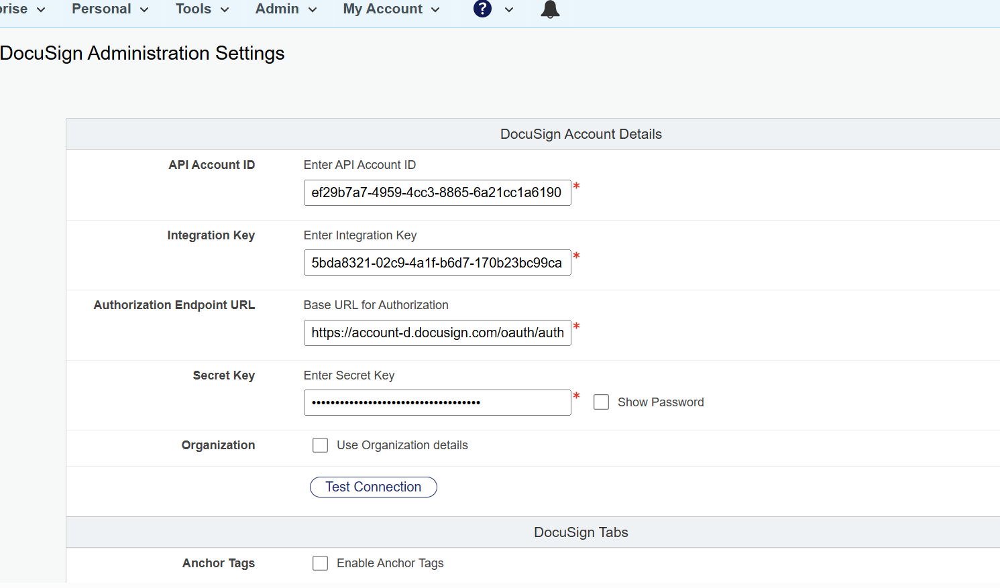 prise Personal Tools Admin My Account ?
DocuSign Administration Settings
DocuSign Account Details
API Account ID Enter API Account ID
ef29b7a7-4959-4cc3-8865-6a21cc1a6190 *
Integration Key Enter Integration Key
5bda8321-02c9-4a1f-b6d7-170b23bc99ca *
Authorization Endpoint URL Base URL for Authorization
https://account-d.docusign.com/oauth/auth *
Secret Key Enter Secret Key
•••••••••••••••••••••••••••••••••••• * Show Password
Organization Use Organization details
Test Connection
DocuSign Tabs
Anchor Tags Enable Anchor Tags